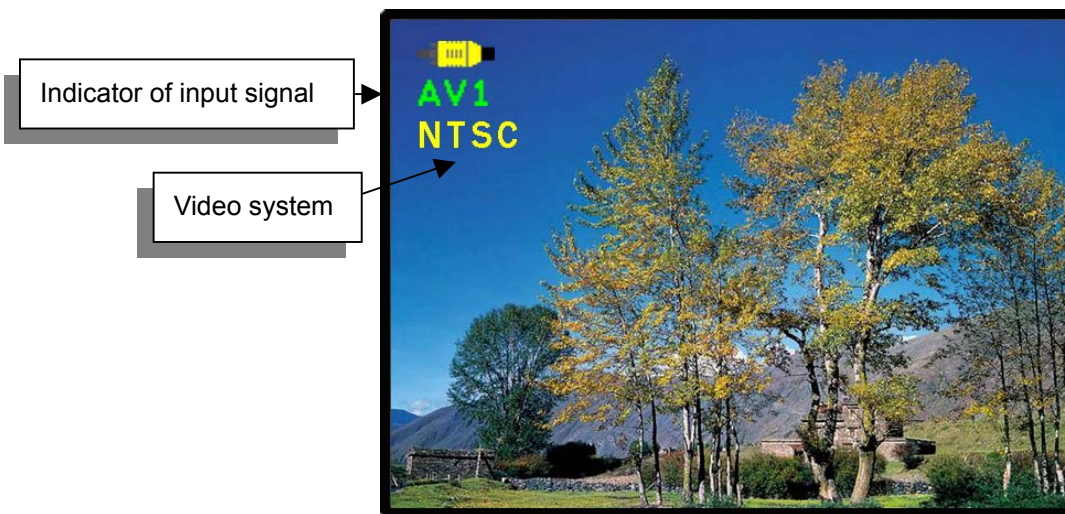 Indicator of input signal
AV1
NTSC
Video system